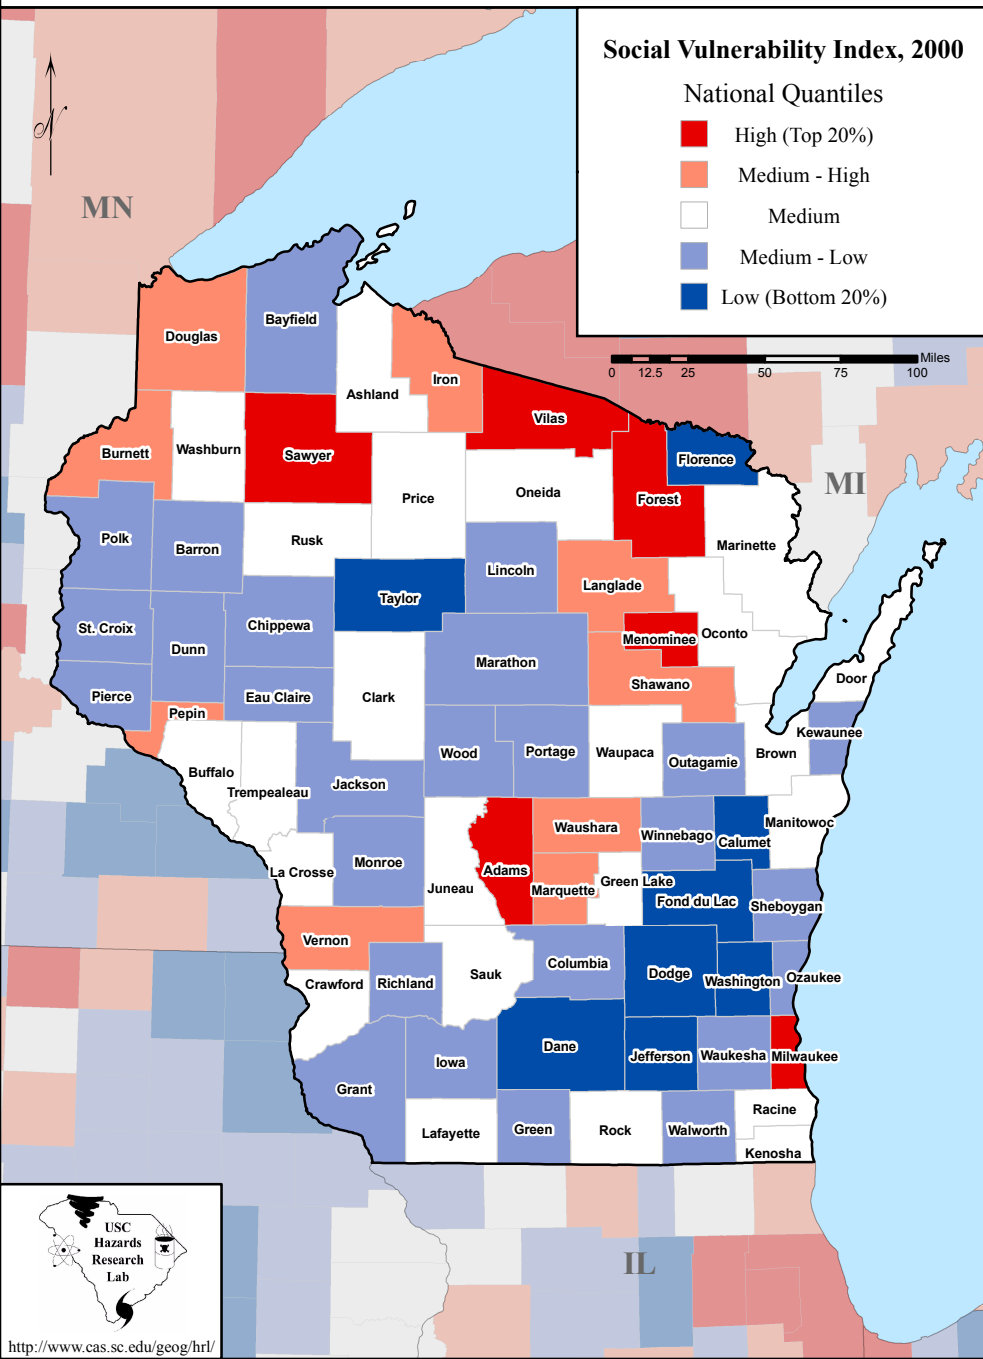 Social Vulnerability Index, 2000
National Quantiles
High (Top 20%)
Medium - High
Medium
Medium - Low
Low (Bottom 20%)
N
MN
Miles
0 12.5 25 50 75 100
MI
Bayfield
Douglas
Iron
Ashland
Vilas
Burnett
Washburn
Sawyer
Florence
Price
Oneida
Forest
Polk
Barron
Rusk
Marinette
Lincoln
Langlade
Taylor
St. Croix
Chippewa
Menominee
Oconto
Dunn
Marathon
Door
Pierce
Eau Claire
Clark
Shawano
Pepin
Kewaunee
Wood
Portage
Waupaca
Brown
Outagamie
Buffalo
Trempealeau
Jackson
Manitowoc
Waushara
Winnebago
Calumet
La Crosse
Monroe
Adams
Juneau
Marquette
Green Lake
Fond du Lac
Sheboygan
Vernon
Columbia
Sauk
Dodge
Washington
Ozaukee
Crawford
Richland
Dane
Jefferson
Waukesha
Milwaukee
Iowa
Grant
Racine
Lafayette
Green
Rock
Walworth
Kenosha
USC
Hazards
Research
Lab
http://www.cas.sc.edu/geog/hrl/
IL